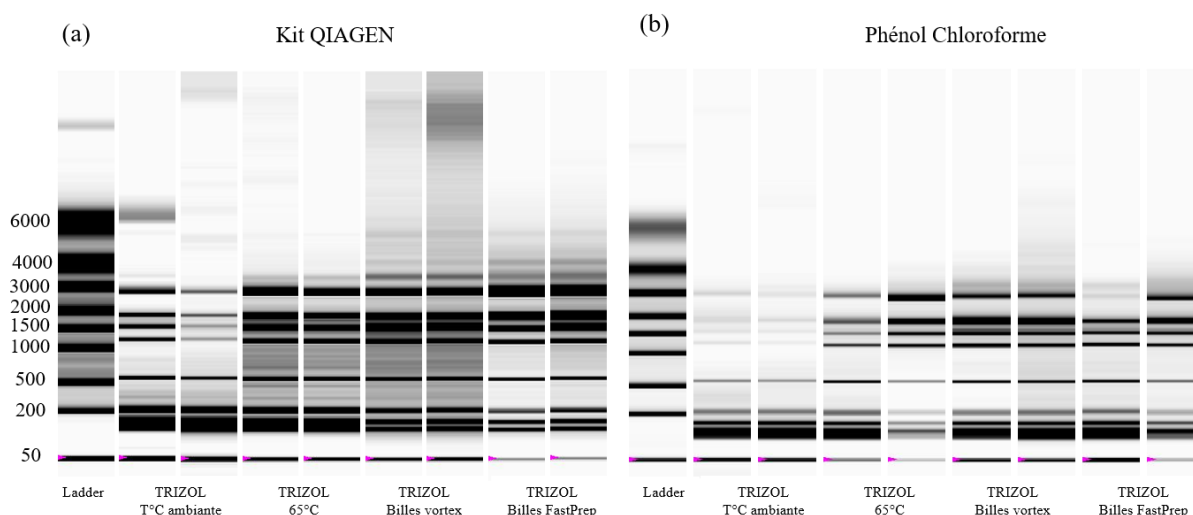 (a)
Kit QIAGEN
(b)
Phénol Chloroforme
6000
4000
3000
2000
1500
1000
500
200
50
Ladder
TRIZOL
T°C ambiante
TRIZOL
65°C
TRIZOL
Billes vortex
TRIZOL
Billes FastPrep
Ladder
TRIZOL
T°C ambiante
TRIZOL
65°C
TRIZOL
Billes vortex
TRIZOL
Billes FastPrep